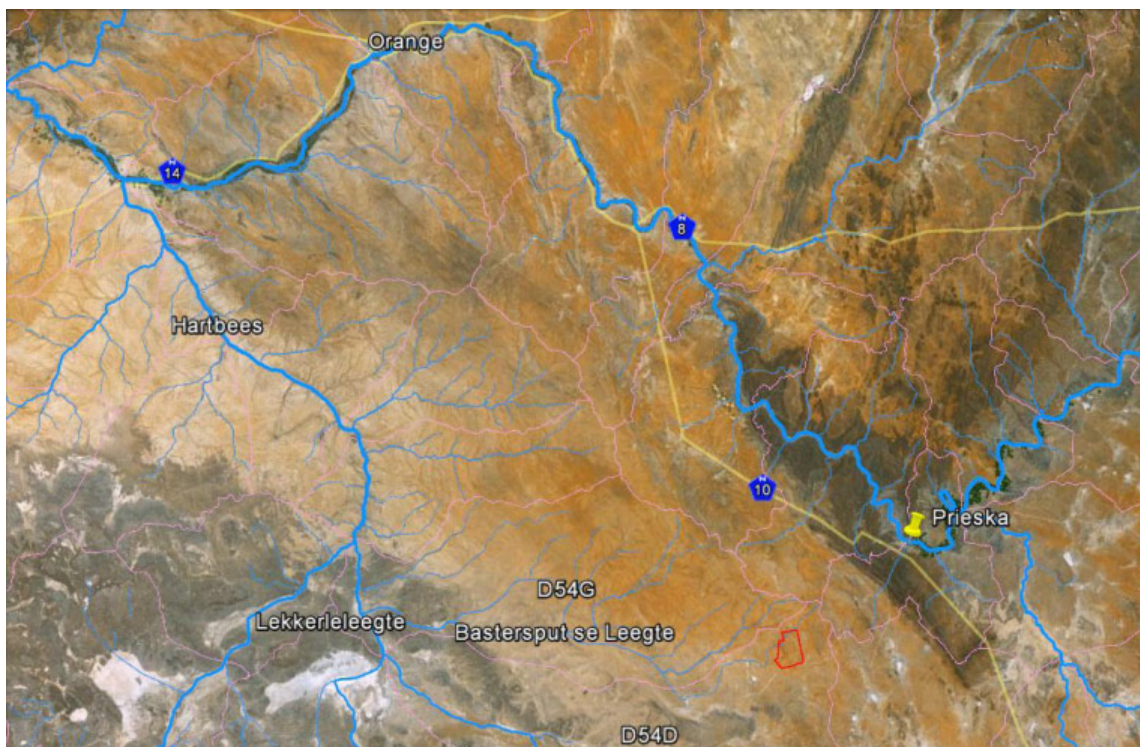 Orange
N
14
N
8
Hartbees
N
10
Prieska
D54G
Lekkerleleegte
Bastersput se Leegte
D54D